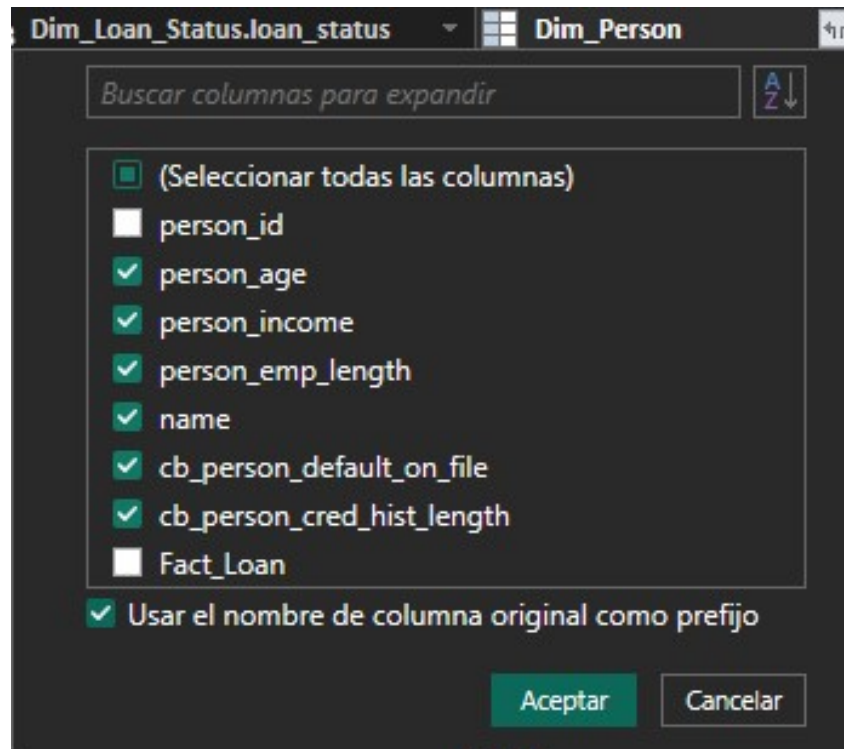 Dim_Loan_Status.loan_status Dim_Person
Buscar columnas para expandir
(Seleccionar todas las columnas)
person_id
person_age
person_income
person_emp_length
name
cb_person_default_on_file
cb_person_cred_hist_length
Fact_Loan
Usar el nombre de columna original como prefijo
Aceptar Cancelar